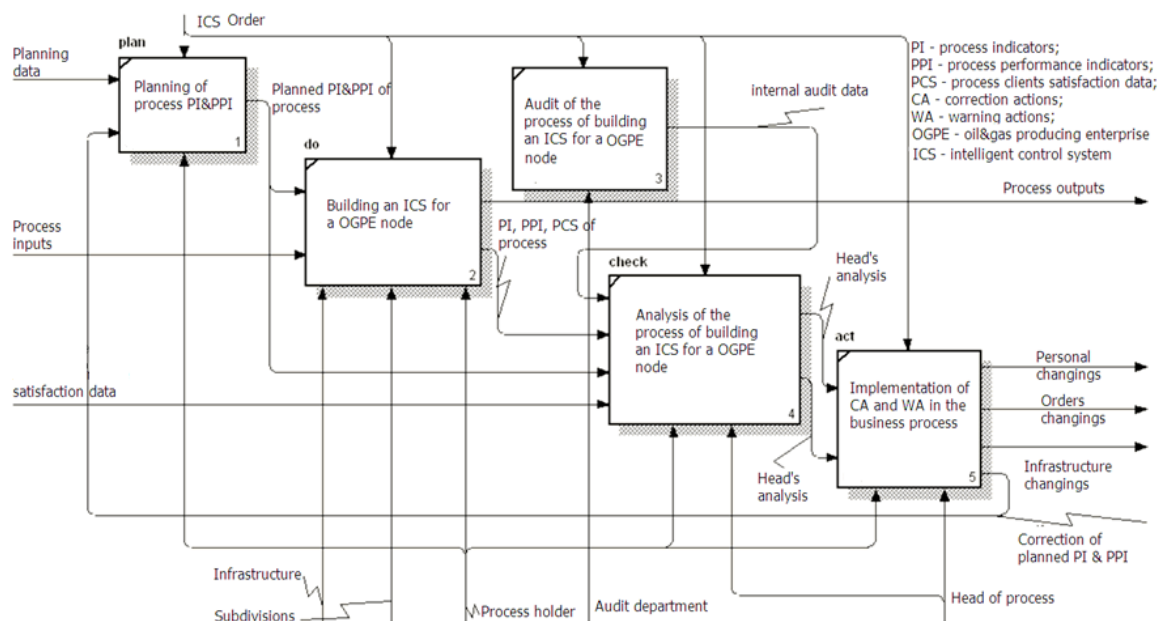 ICS Order
plan
Planning
data
Planning of
process PI&PPI
1
Planned PI&PPI of
process
do
Building an ICS for
a OGPE node
2
Process
inputs
Audit of the
process of building
an ICS for a OGPE
node
3
internal audit data
PI - process indicators;
PPI - process performance indicators;
PCS - process clients satisfaction data;
CA - correction actions;
WA - warning actions;
OGPE - oil&gas producing enterprise
ICS - intelligent control system
Process outputs
PI, PPI, PCS of
process
check
Analysis of the
process of building
an ICS for a OGPE
node
4
Head's
analysis
act
Implementation of
CA and WA in the
business process
5
Personal
changings
Orders
changings
Infrastructure
changings
satisfaction data
Head's
analysis
Correction of
planned PI & PPI
Infrastructure
Subdivisions
Process holder
Audit department
Head of process